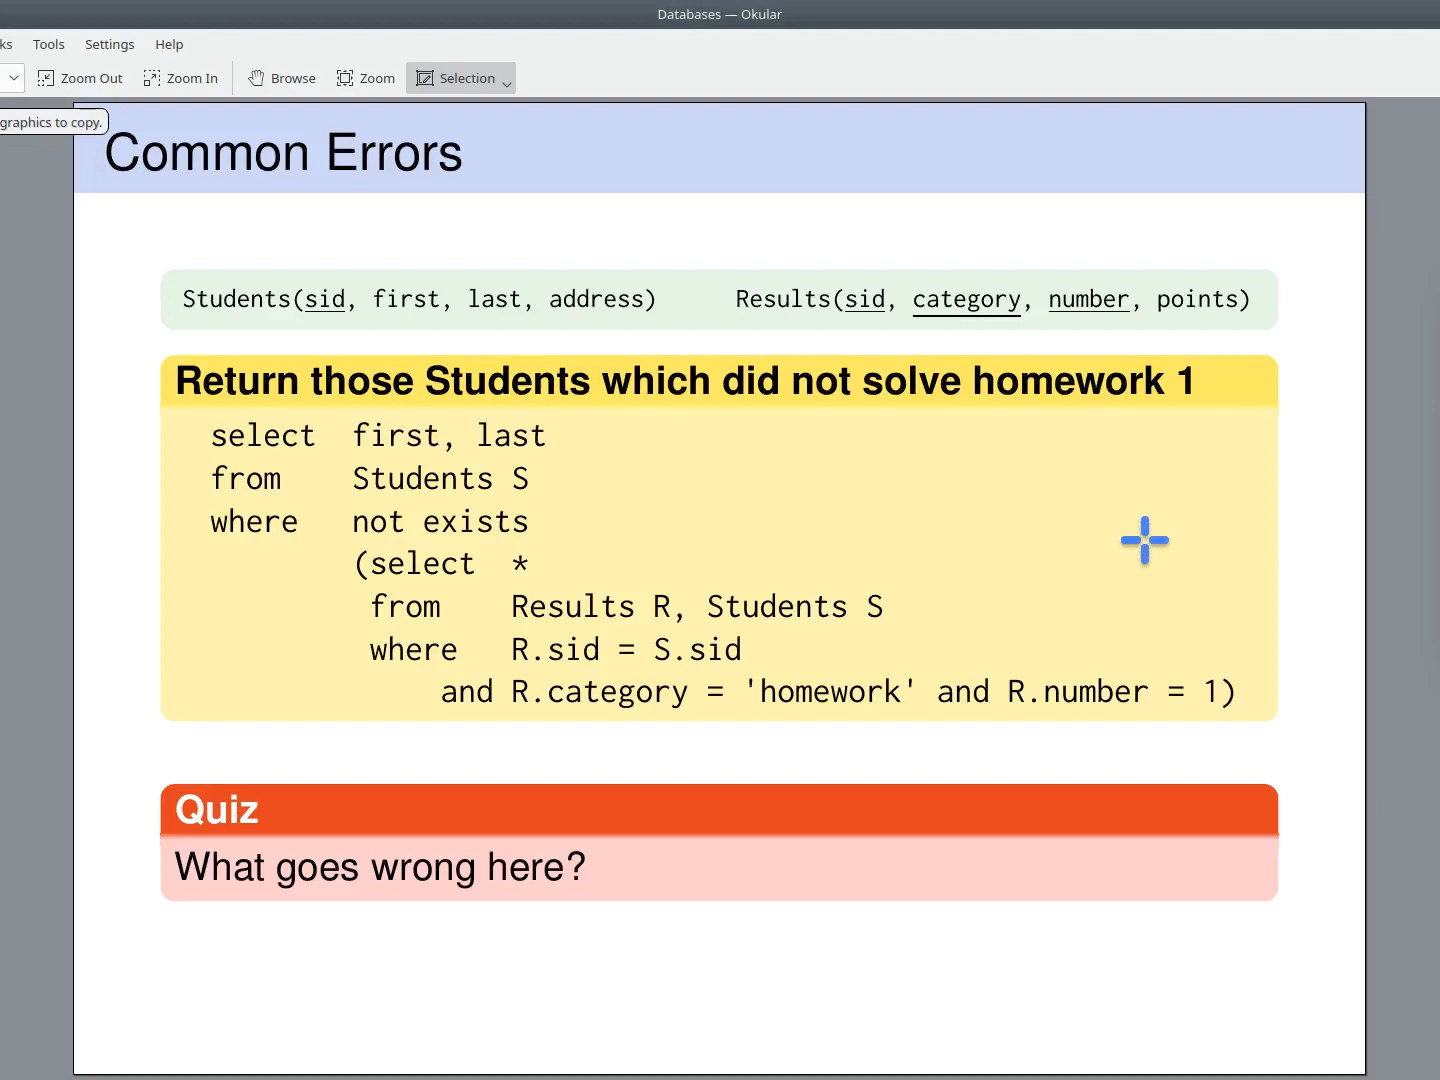 Databases — Okular
ks Tools Settings Help
Zoom Out Zoom In Browse Zoom Selection
graphics to copy.
Common Errors
Students(sid, first, last, address) Results(sid, category, number, points)
Return those Students which did not solve homework 1
select first, last
from Students S
where not exists
(select *
from Results R, Students S
where R.sid = S.sid
and R.category = 'homework' and R.number = 1)
Quiz
What goes wrong here?